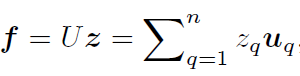 f = Uz = ∑_{q=1}^{n} z_q u_q,